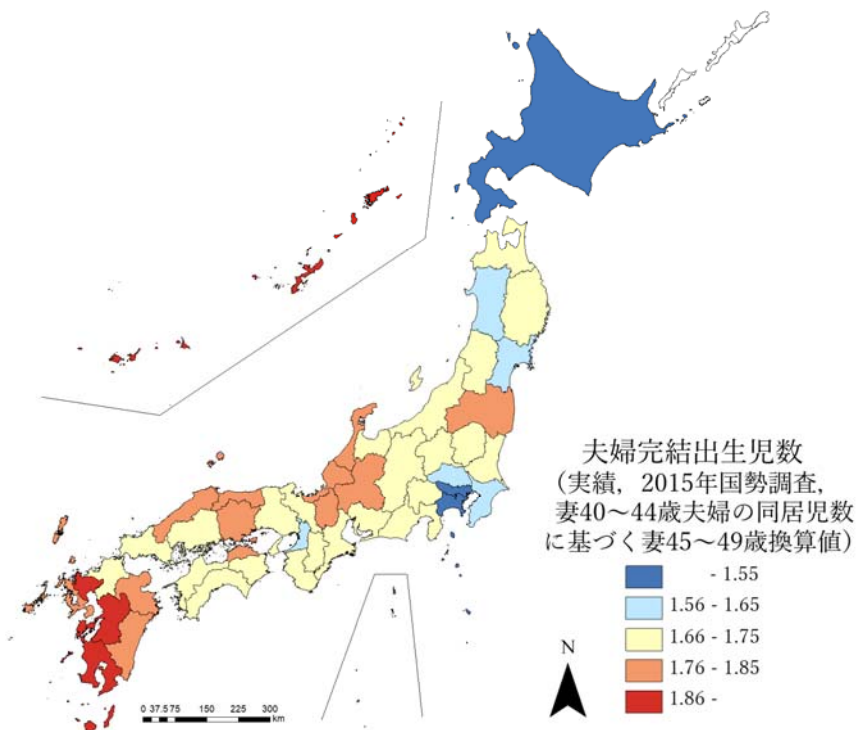 夫婦完結出生児数
(実績，2015年国勢調査，
妻40～44歳夫婦の同居児数
に基づく妻45～49歳換算値)
- 1.55
1.56 - 1.65
1.66 - 1.75
1.76 - 1.85
1.86 -
N
0 37.575 150 225 300
km